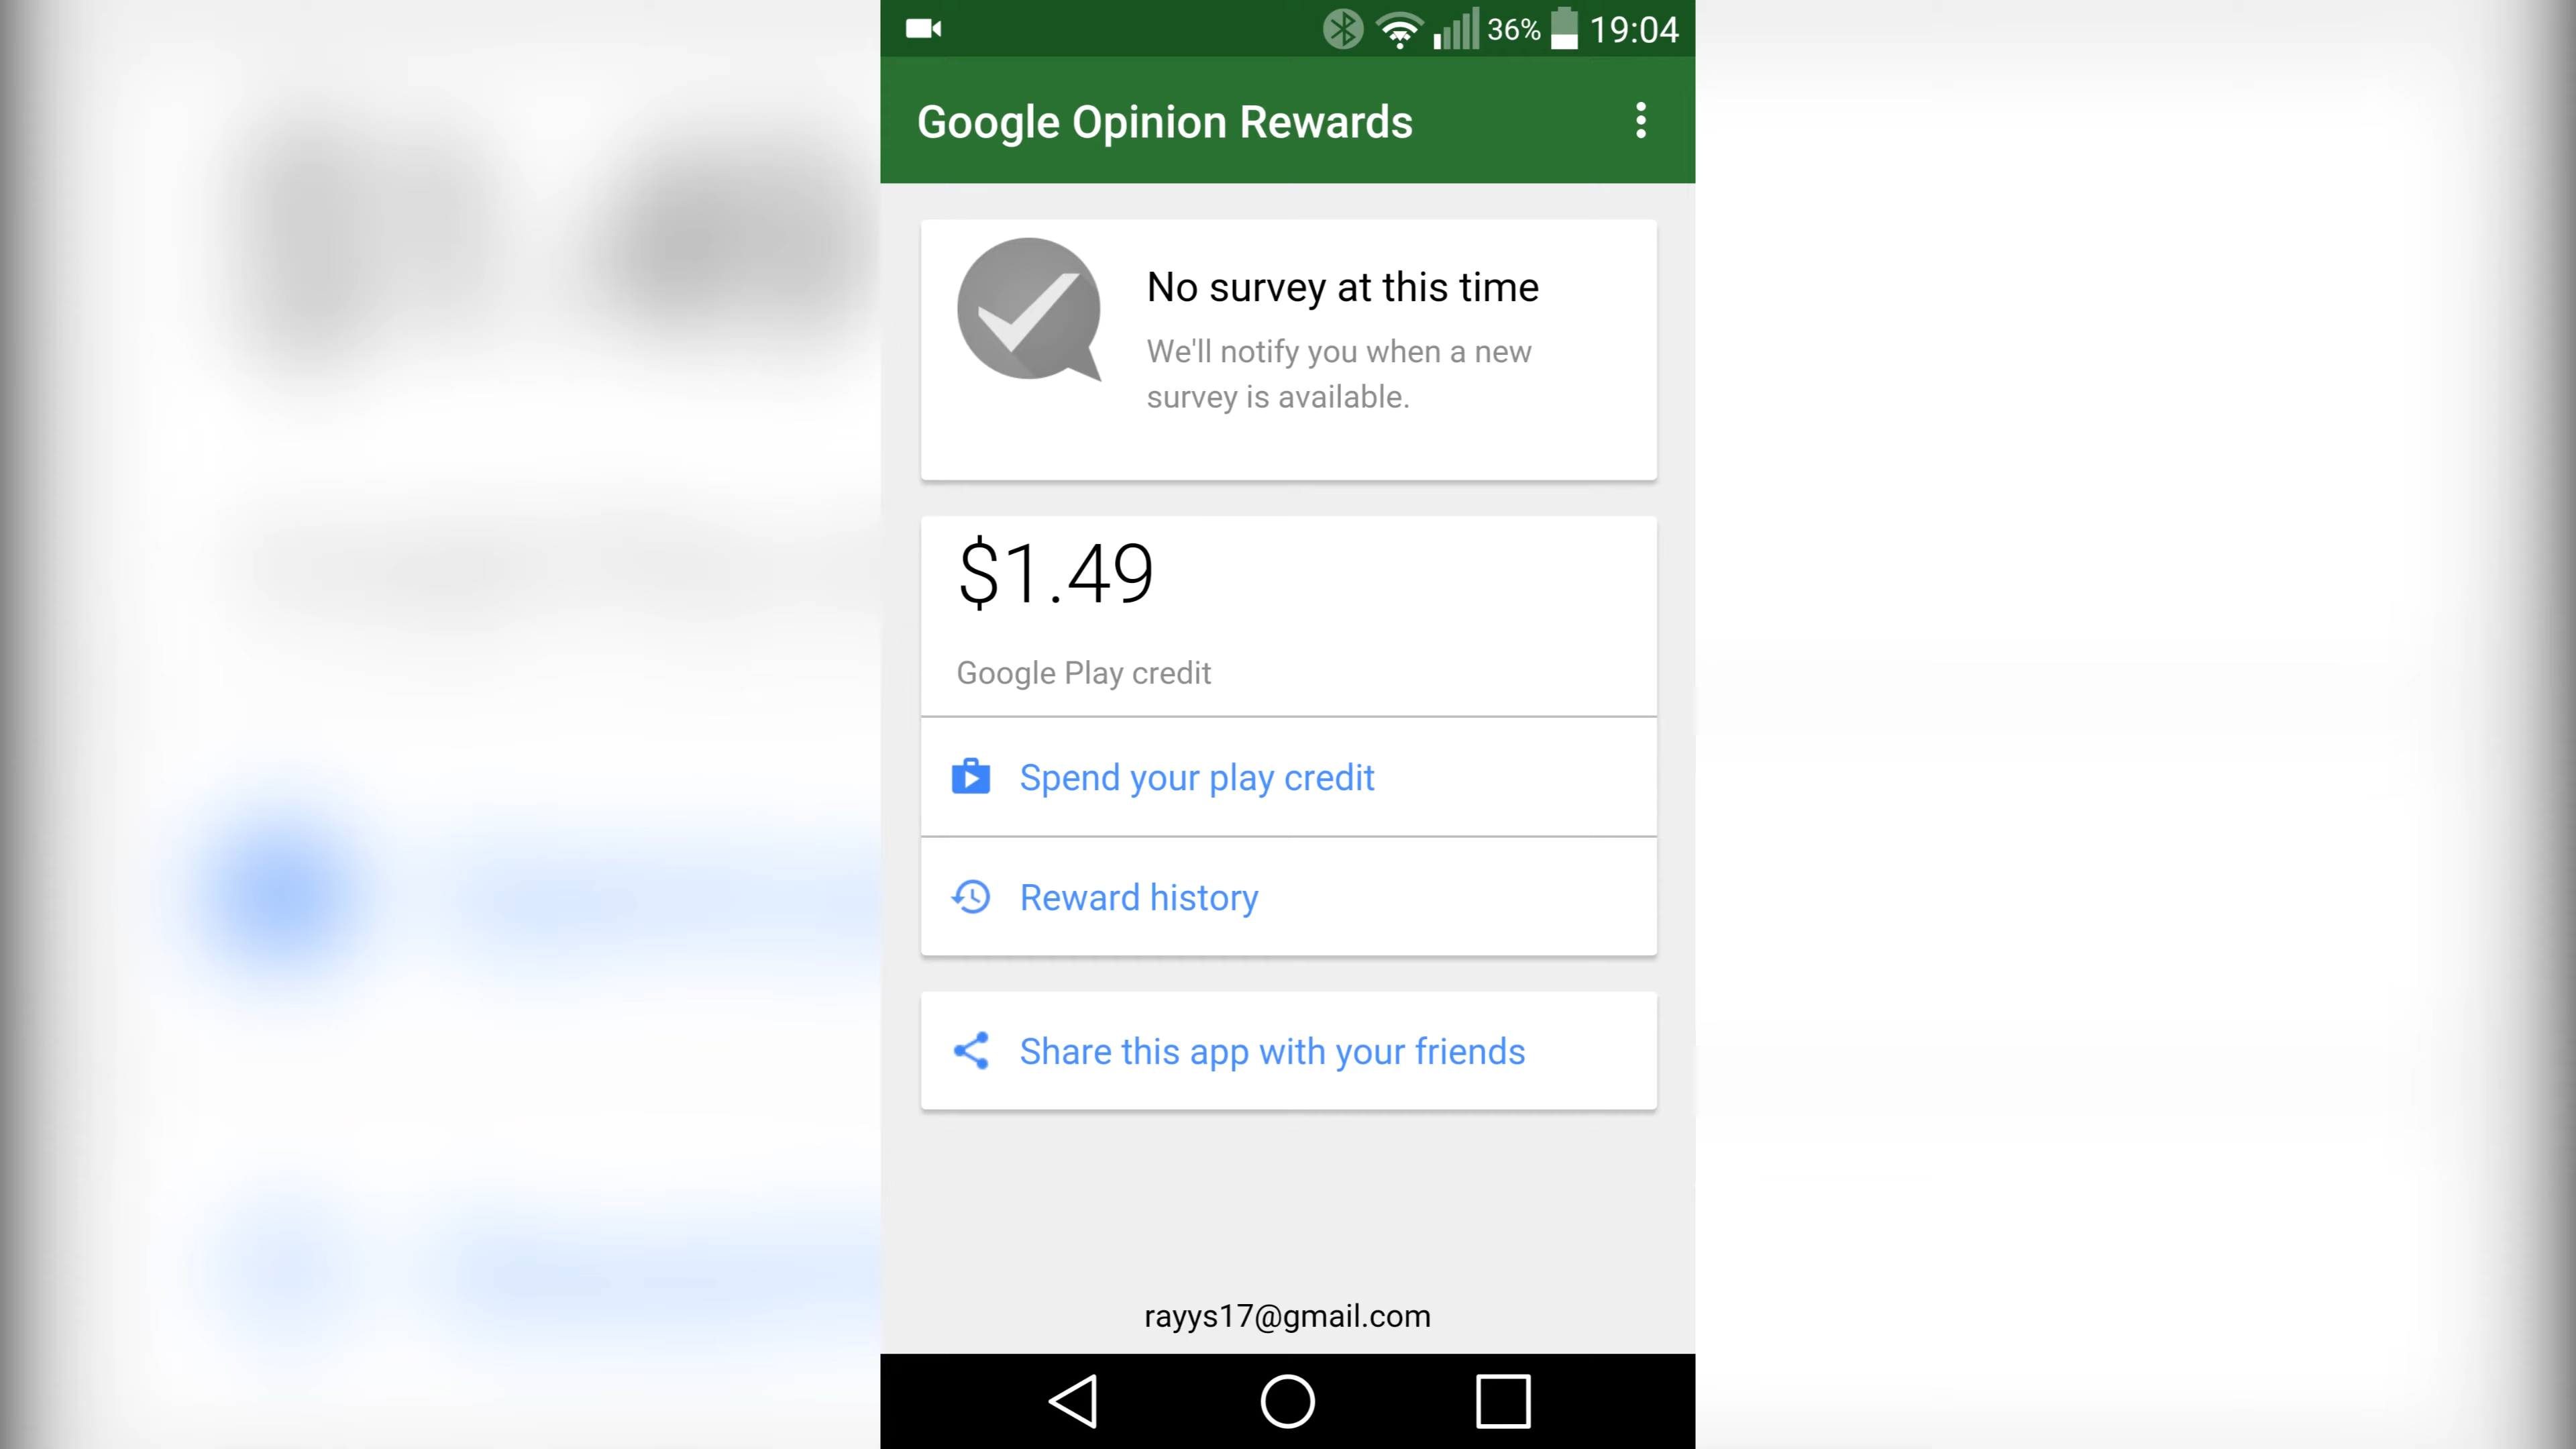 36% 19:04
Google Opinion Rewards
No survey at this time
We'll notify you when a new
survey is available.
$1.49
Google Play credit
Spend your play credit
Reward history
Share this app with your friends
rayys17@gmail.com